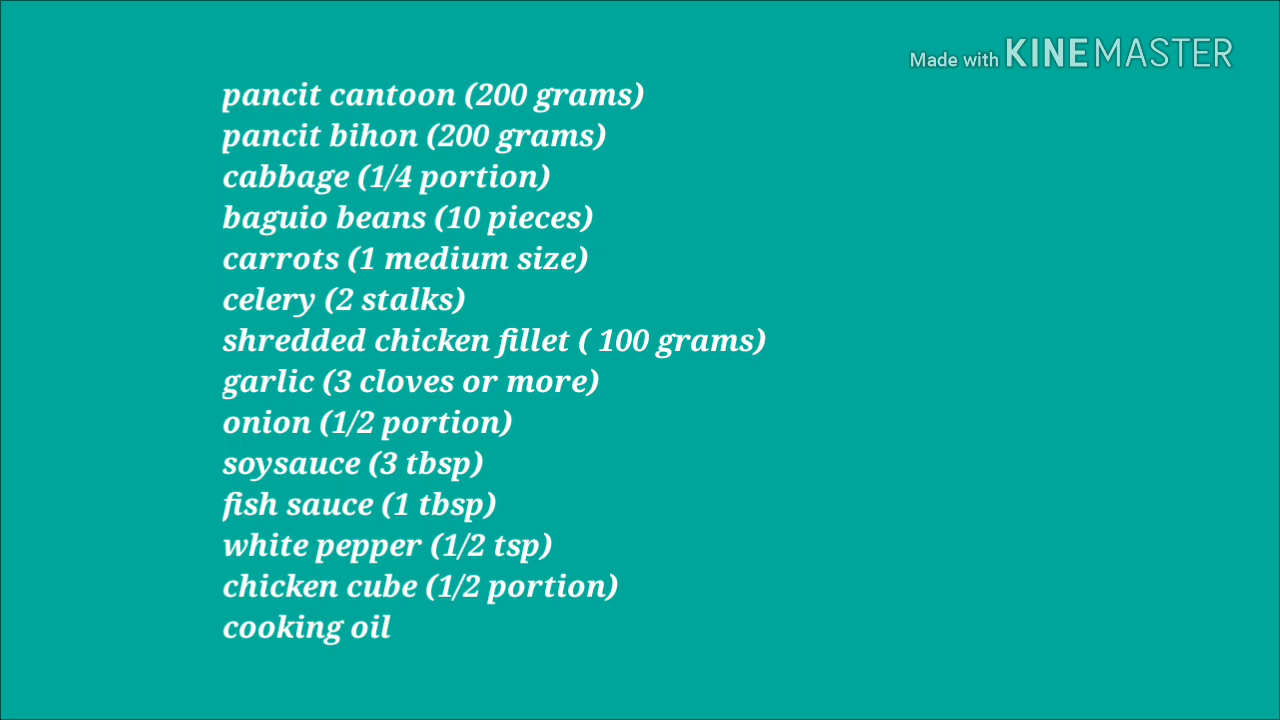 Made with KINEMASTER
pancit cantoon (200 grams)
pancit bihon (200 grams)
cabbage (1/4 portion)
baguio beans (10 pieces)
carrots (1 medium size)
celery (2 stalks)
shredded chicken fillet ( 100 grams)
garlic (3 cloves or more)
onion (1/2 portion)
soysauce (3 tbsp)
fish sauce (1 tbsp)
white pepper (1/2 tsp)
chicken cube (1/2 portion)
cooking oil